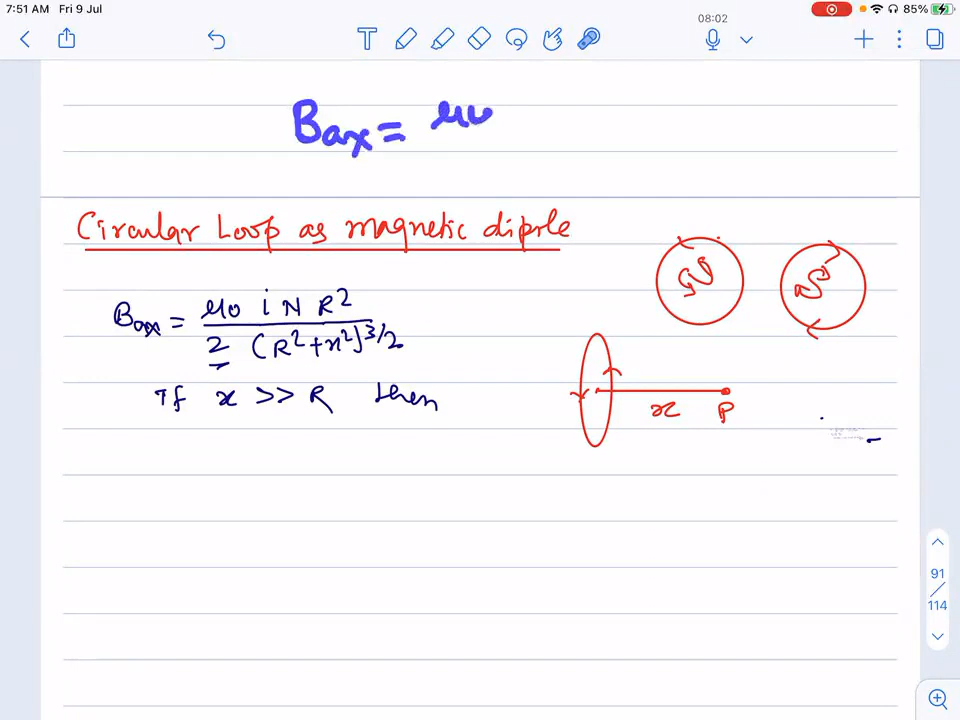 7:51 AM Fri 9 Jul
85%
08:02
T
Bax = μ0
Circular Loop as magnetic dipole
Bax = μ0 i N R² / 2 (R²+x²)^3/2
If x >> R then
N
S
x P
91
/
114